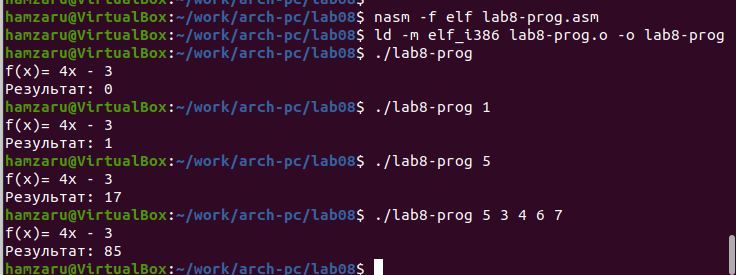 hamzaru@VirtualBox:~/work/arch-pc/lab08$ nasm -f elf lab8-prog.asm
hamzaru@VirtualBox:~/work/arch-pc/lab08$ ld -m elf_i386 lab8-prog.o -o lab8-prog
hamzaru@VirtualBox:~/work/arch-pc/lab08$ ./lab8-prog
f(x)= 4x - 3
Результат: 0
hamzaru@VirtualBox:~/work/arch-pc/lab08$ ./lab8-prog 1
f(x)= 4x - 3
Результат: 1
hamzaru@VirtualBox:~/work/arch-pc/lab08$ ./lab8-prog 5
f(x)= 4x - 3
Результат: 17
hamzaru@VirtualBox:~/work/arch-pc/lab08$ ./lab8-prog 5 3 4 6 7
f(x)= 4x - 3
Результат: 85
hamzaru@VirtualBox:~/work/arch-pc/lab08$